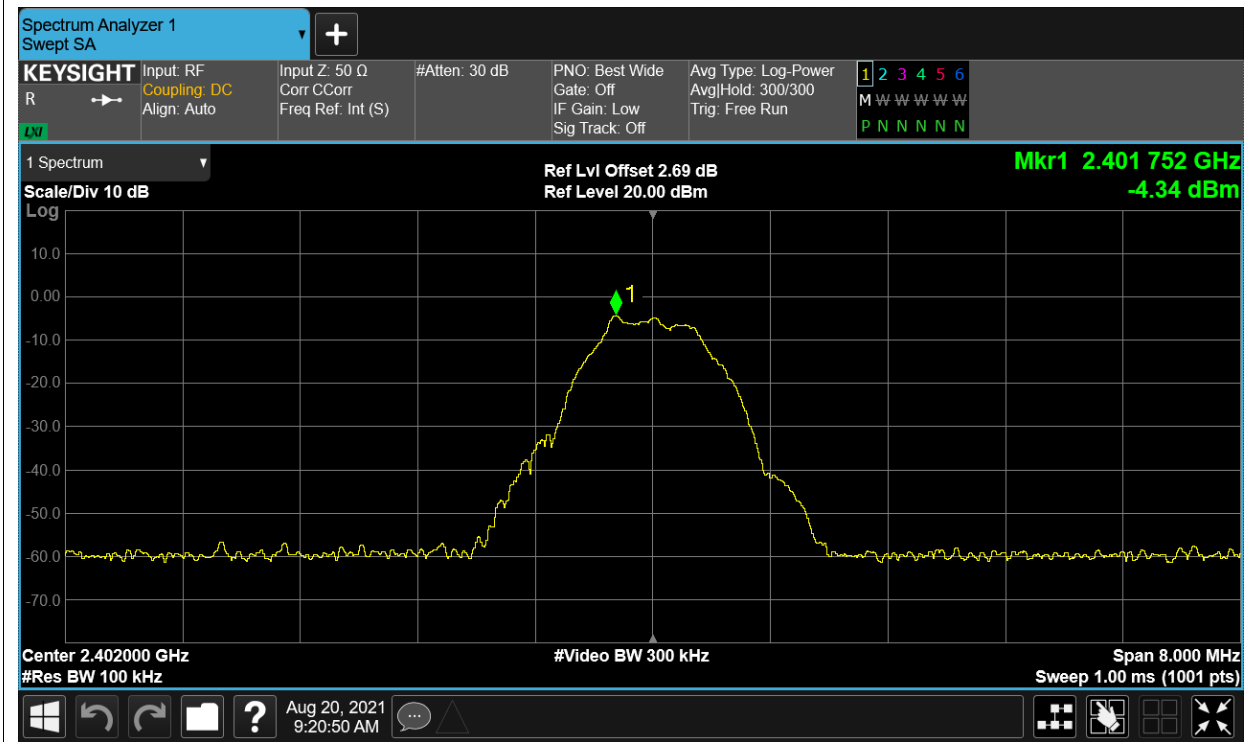 Spectrum Analyzer 1
Swept SA
+
KEYSIGHT
R
LXI
Input: RF
Coupling: DC
Align: Auto
Input Z: 50 Ω
Corr CCorr
Freq Ref: Int (S)
#Atten: 30 dB
PNO: Best Wide
Gate: Off
IF Gain: Low
Sig Track: Off
Avg Type: Log-Power
Avg|Hold: 300/300
Trig: Free Run
1 2 3 4 5 6
M W W W W W
P N N N N N
1 Spectrum
Scale/Div 10 dB
Log
Ref Lvl Offset 2.69 dB
Ref Level 20.00 dBm
Mkr1 2.401 752 GHz
-4.34 dBm
10.0
0.00
1
-10.0
-20.0
-30.0
-40.0
-50.0
-60.0
-70.0
Center 2.402000 GHz
#Res BW 100 kHz
#Video BW 300 kHz
Span 8.000 MHz
Sweep 1.00 ms (1001 pts)
?
Aug 20, 2021
9:20:50 AM